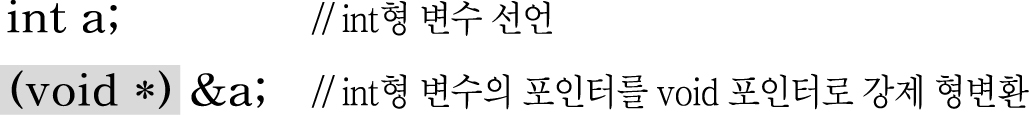 int a; // int형 변수 선언
(void *) &a; // int형 변수의 포인터를 void 포인터로 강제 형변환